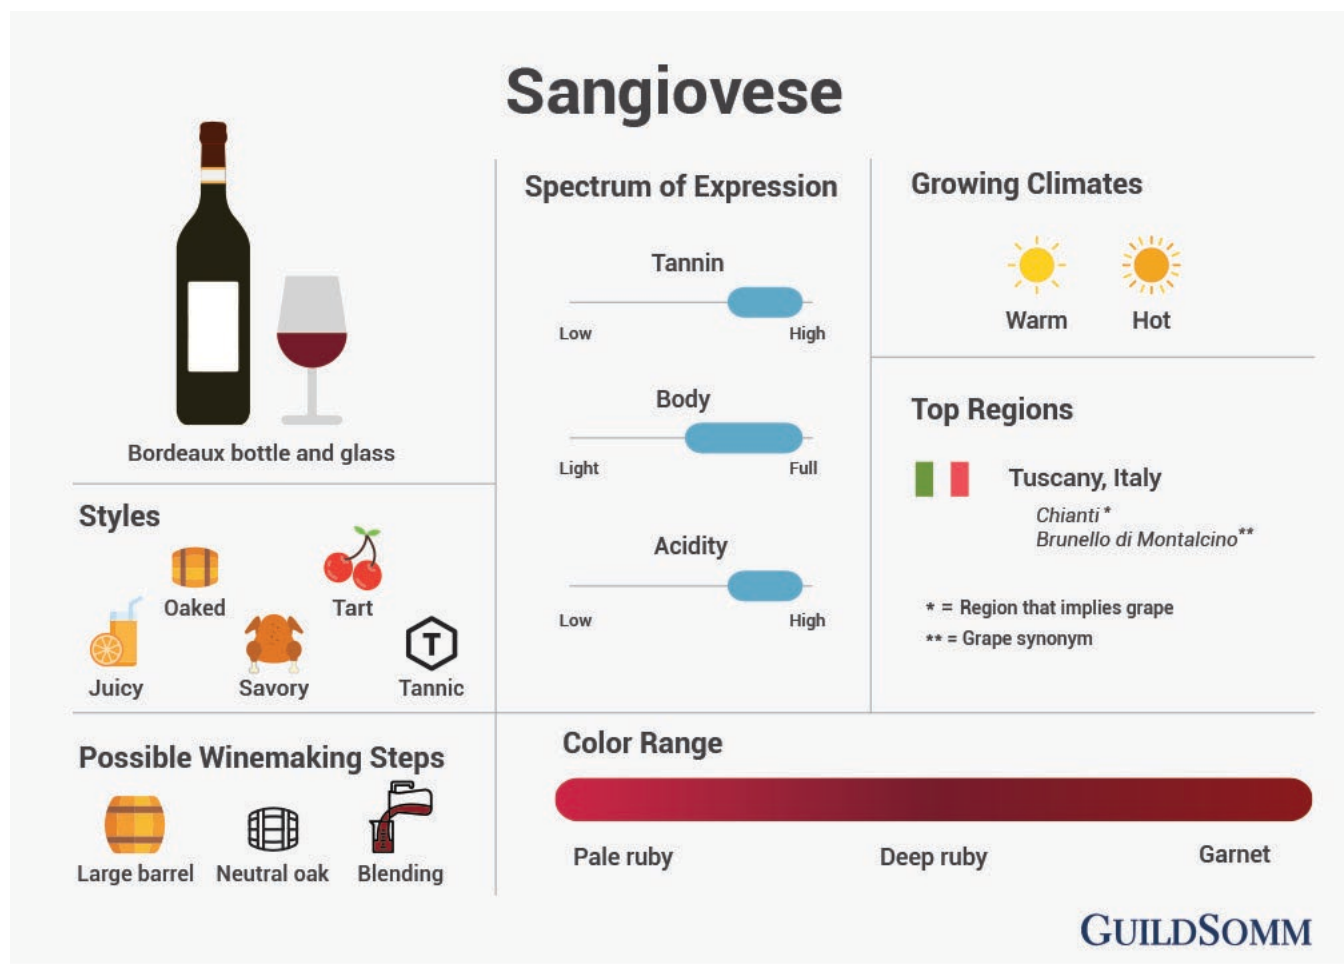 Sangiovese
Bordeaux bottle and glass
Styles
Oaked
Tart
Juicy
Savory
T
Tannic
Possible Winemaking Steps
Large barrel
Neutral oak
Blending
Spectrum of Expression
Tannin
Low
High
Body
Light
Full
Acidity
Low
High
Growing Climates
Warm
Hot
Top Regions
Tuscany, Italy
Chianti *
Brunello di Montalcino**
* = Region that implies grape
** = Grape synonym
Color Range
Pale ruby
Deep ruby
Garnet
GUILDSOMM